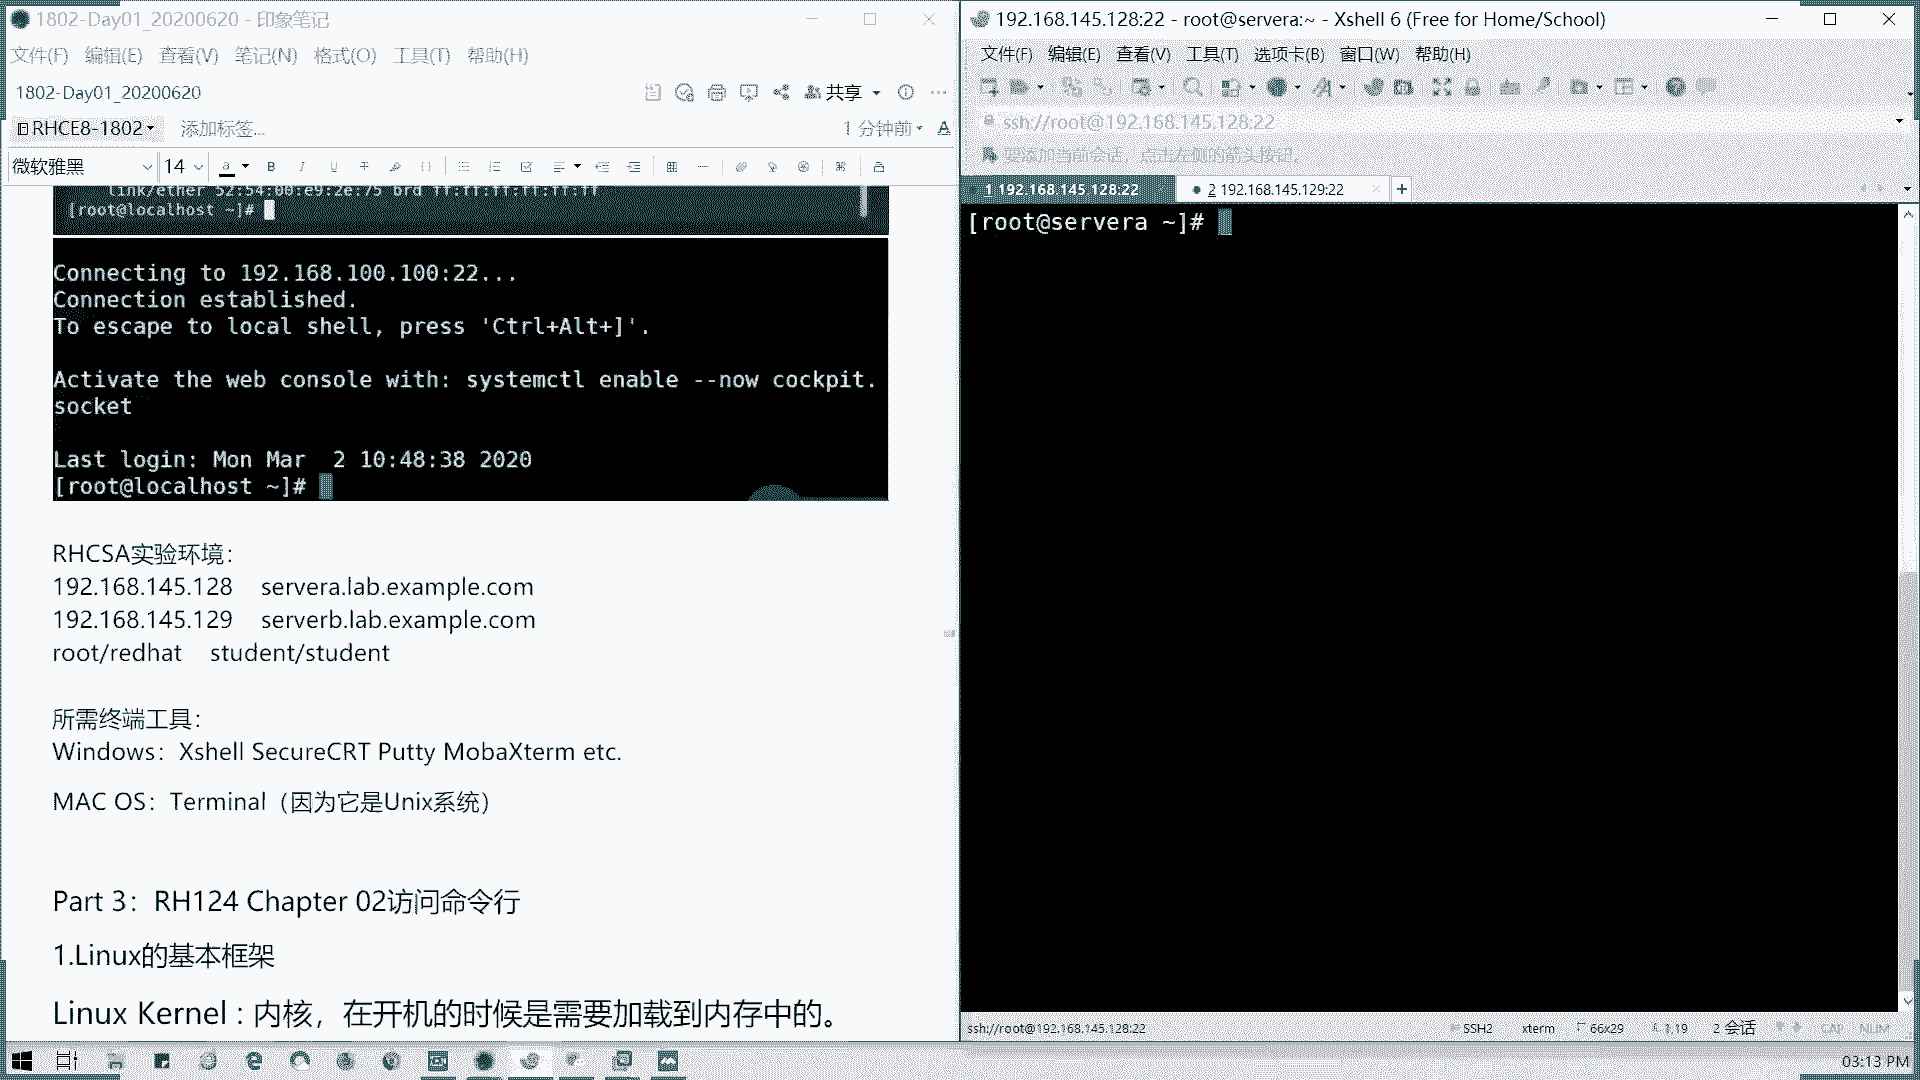 1802-Day01_20200620 - 印象笔记
文件(F) 编辑(E) 查看(V) 笔记(N) 格式(O) 工具(T) 帮助(H)
1802-Day01_20200620
共享
RHCE8-1802 添加标签...
1 分钟前
微软雅黑 14
link/ether 52:54:00:e9:2e:75 brd ff:ff:ff:ff:ff:ff
[root@localhost ~]#
Connecting to 192.168.100.100:22...
Connection established.
To escape to local shell, press 'Ctrl+Alt+]'.
Activate the web console with: systemctl enable --now cockpit.
socket
Last login: Mon Mar  2 10:48:38 2020
[root@localhost ~]#
RHCSA实验环境：
192.168.145.128    servera.lab.example.com
192.168.145.129    serverb.lab.example.com
root/redhat    student/student
所需终端工具：
Windows：Xshell SecureCRT Putty MobaXterm etc.
MAC OS：Terminal（因为它是Unix系统）
Part 3：RH124 Chapter 02访问命令行
1.Linux的基本框架
Linux Kernel : 内核，在开机的时候是需要加载到内存中的。
192.168.145.128:22 - root@servera:~ - Xshell 6 (Free for Home/School)
文件(F) 编辑(E) 查看(V) 工具(T) 选项卡(B) 窗口(W) 帮助(H)
ssh://root@192.168.145.128:22
要添加当前会话，点击左侧的箭头按钮。
1 192.168.145.128:22
2 192.168.145.129:22
[root@servera ~]#
ssh://root@192.168.145.128:22
SSH2 xterm 66x29 1,19 2 会话 CAP NUM
03:13 PM